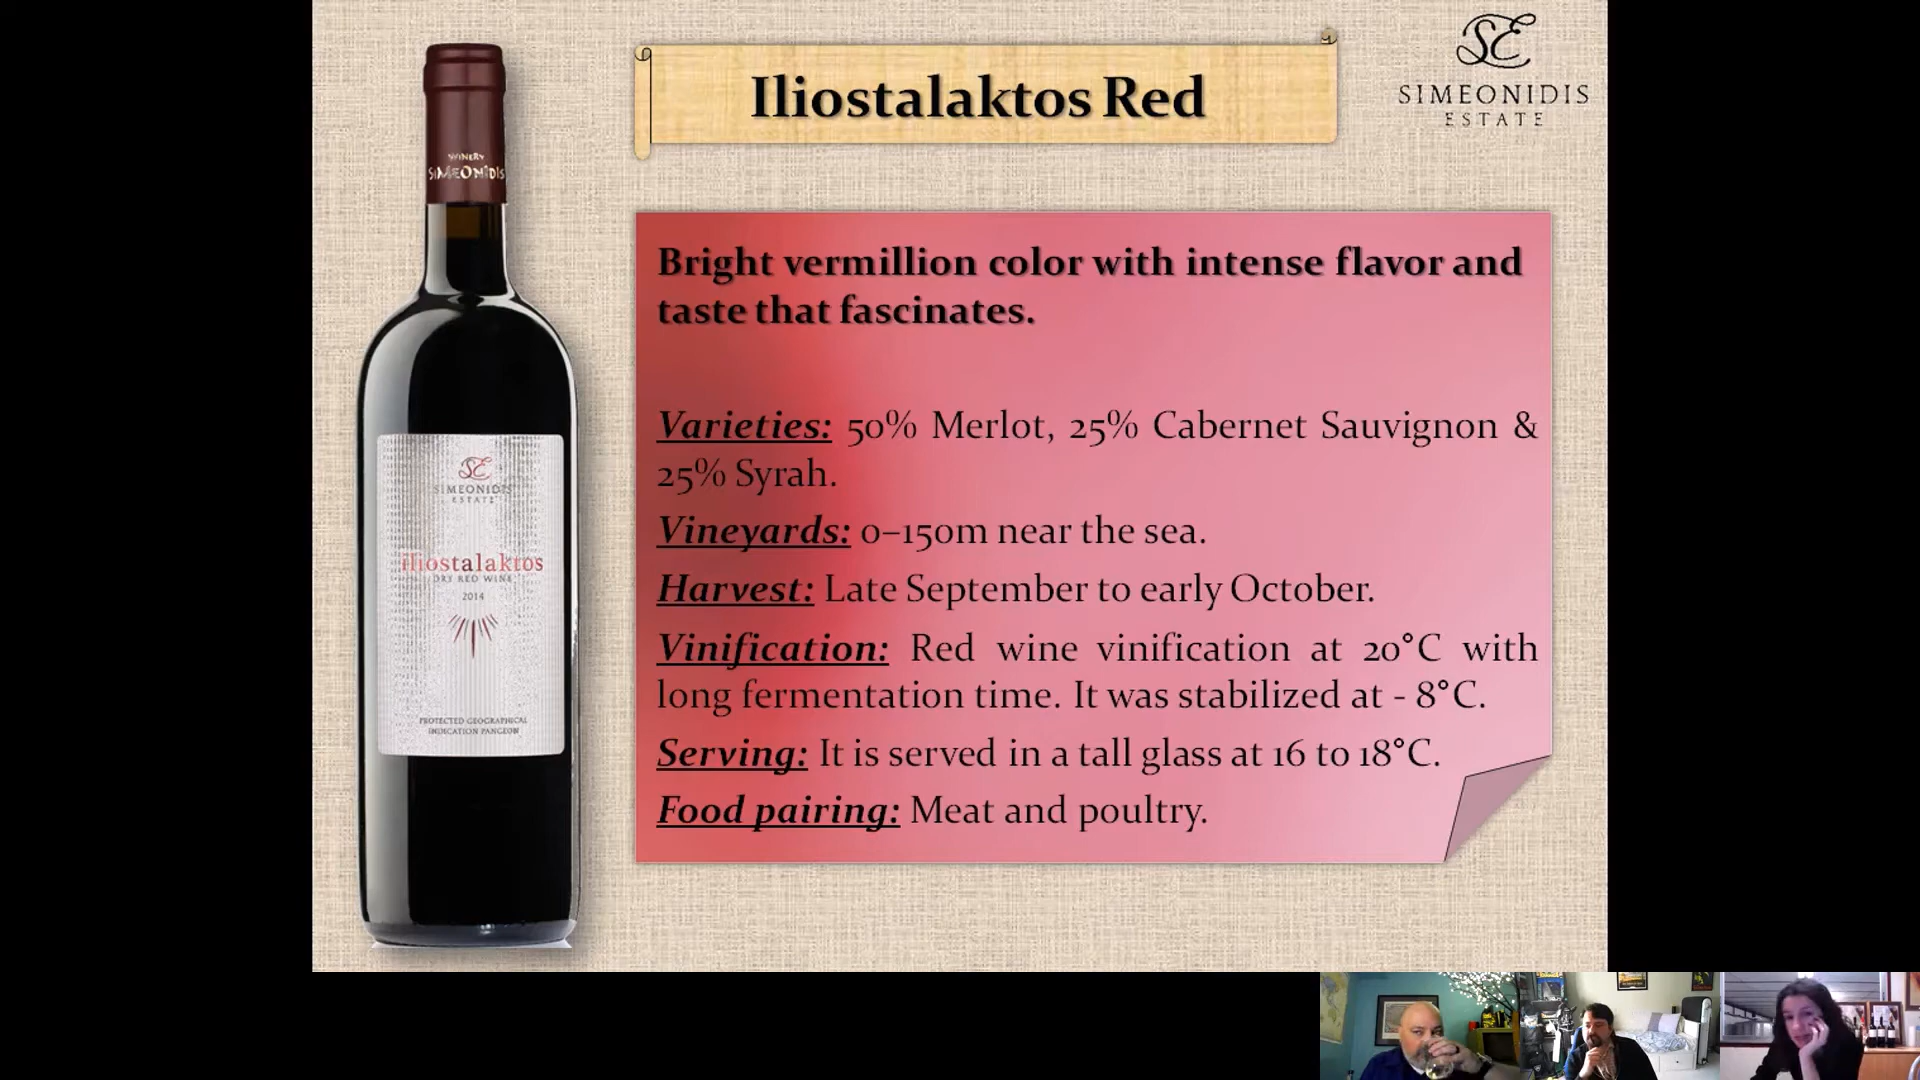 Iliostalaktos Red
SE
SIMEONIDIS
ESTATE
WINERY
SIMEONIDIS
SE
SIMEONIDIS
ESTATE
iliostalaktos
DRY RED WINE
2014
PROTECTED GEOGRAPHICAL
INDICATION PANGEON
Bright vermillion color with intense flavor and
taste that fascinates.
Varieties: 50% Merlot, 25% Cabernet Sauvignon &
25% Syrah.
Vineyards: 0–150m near the sea.
Harvest: Late September to early October.
Vinification: Red wine vinification at 20°C with
long fermentation time. It was stabilized at - 8°C.
Serving: It is served in a tall glass at 16 to 18°C.
Food pairing: Meat and poultry.